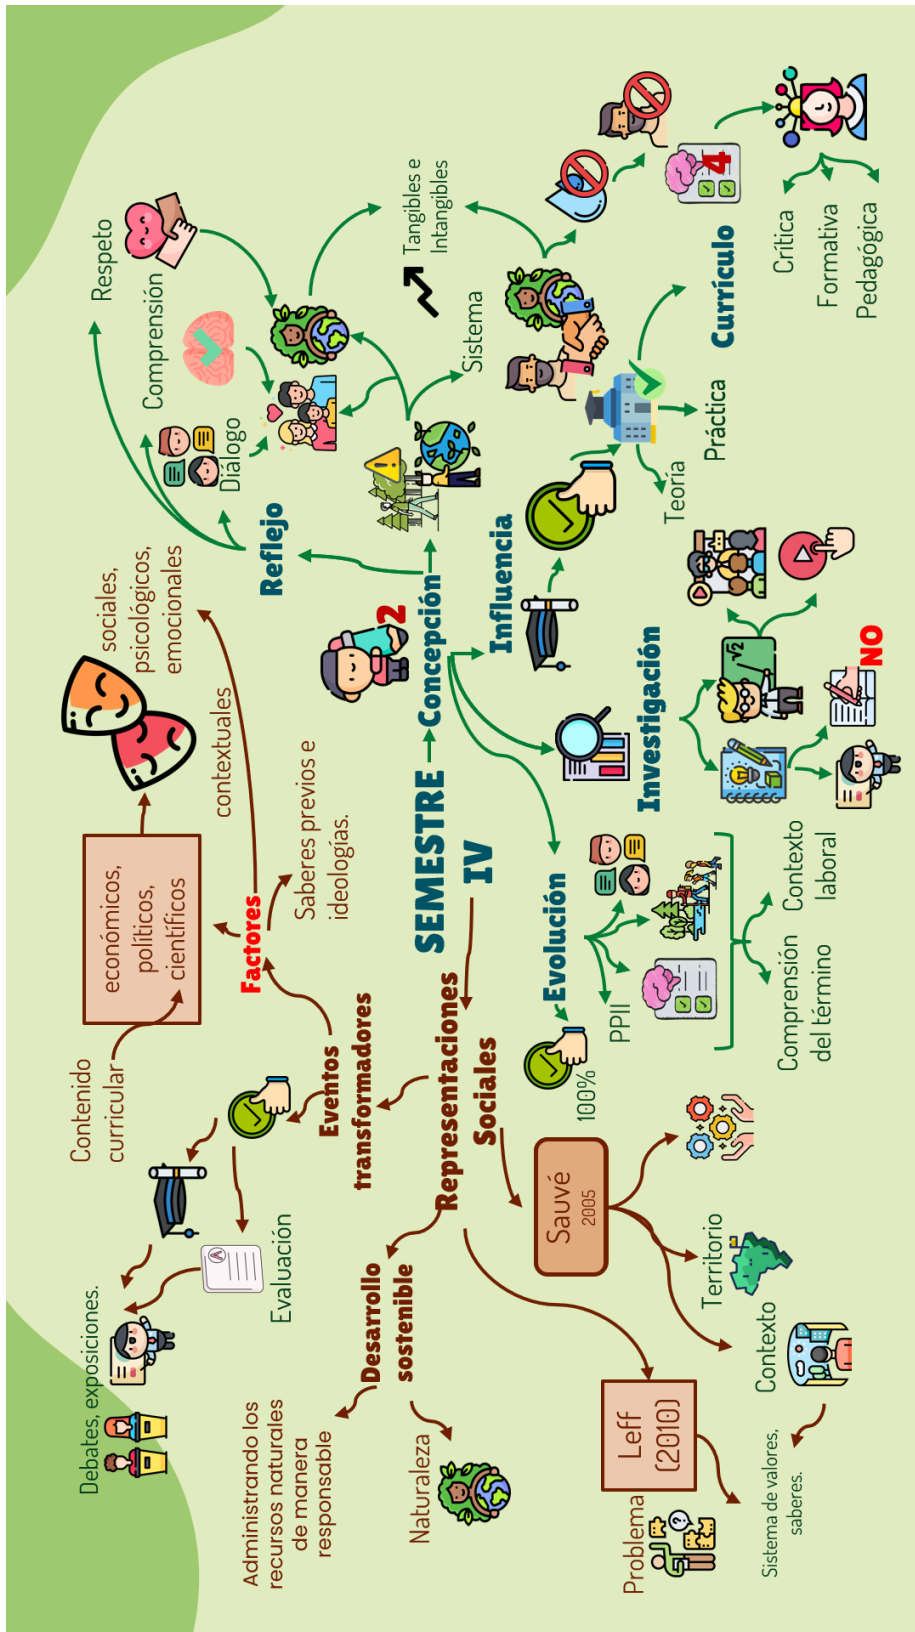 SEMESTRE
IV
Concepción
2
Reflejo
Diálogo
Comprensión
Respeto
Sistema
Tangibles e
Intangibles
Influencia
Teoría
Práctica
Currículo
4
Crítica
Formativa
Pedagógica
Investigación
√2
NO
Evolución
100%
PPII
Comprensión
del término
Contexto
laboral
Representaciones
Sociales
Eventos
transformadores
Factores
Saberes previos e
ideologías.
contextuales
sociales,
psicológicos,
emocionales
económicos,
políticos,
científicos
Contenido
curricular
Evaluación
Debates, exposiciones.
Desarrollo
sostenible
Administrando los
recursos naturales
de manera
responsable
Naturaleza
Sauvé
2005
Territorio
Contexto
Leff
(2010)
Problema
?
Sistema de valores,
saberes.